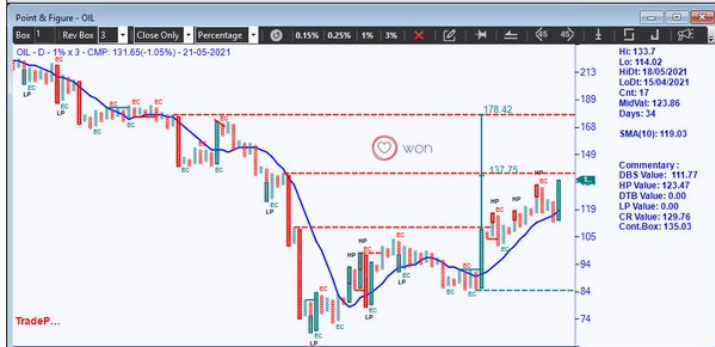 Point & Figure - OIL
Box 1 Rev Box 3 Close Only Percentage 0.15% 0.25% 1% 3% 45 45
OIL - D - 1% x 3 - CMP: 131.65(-1.05%) - 21-05-2021
Hi: 133.7
Lo: 114.02
HiDt: 18/05/2021
LoDt: 15/04/2021
Cnt: 17
MidVal: 123.86
Days: 34
SMA(10): 119.03
Commentary :
DBS Value: 111.77
HP Value: 123.47
DTB Value: 0.00
LP Value: 0.00
CR Value: 129.76
Cont.Box: 135.03
213
189
168
149
119
105
94
84
74
178.42
137.75
won
EC
LP
HP
TradeP...